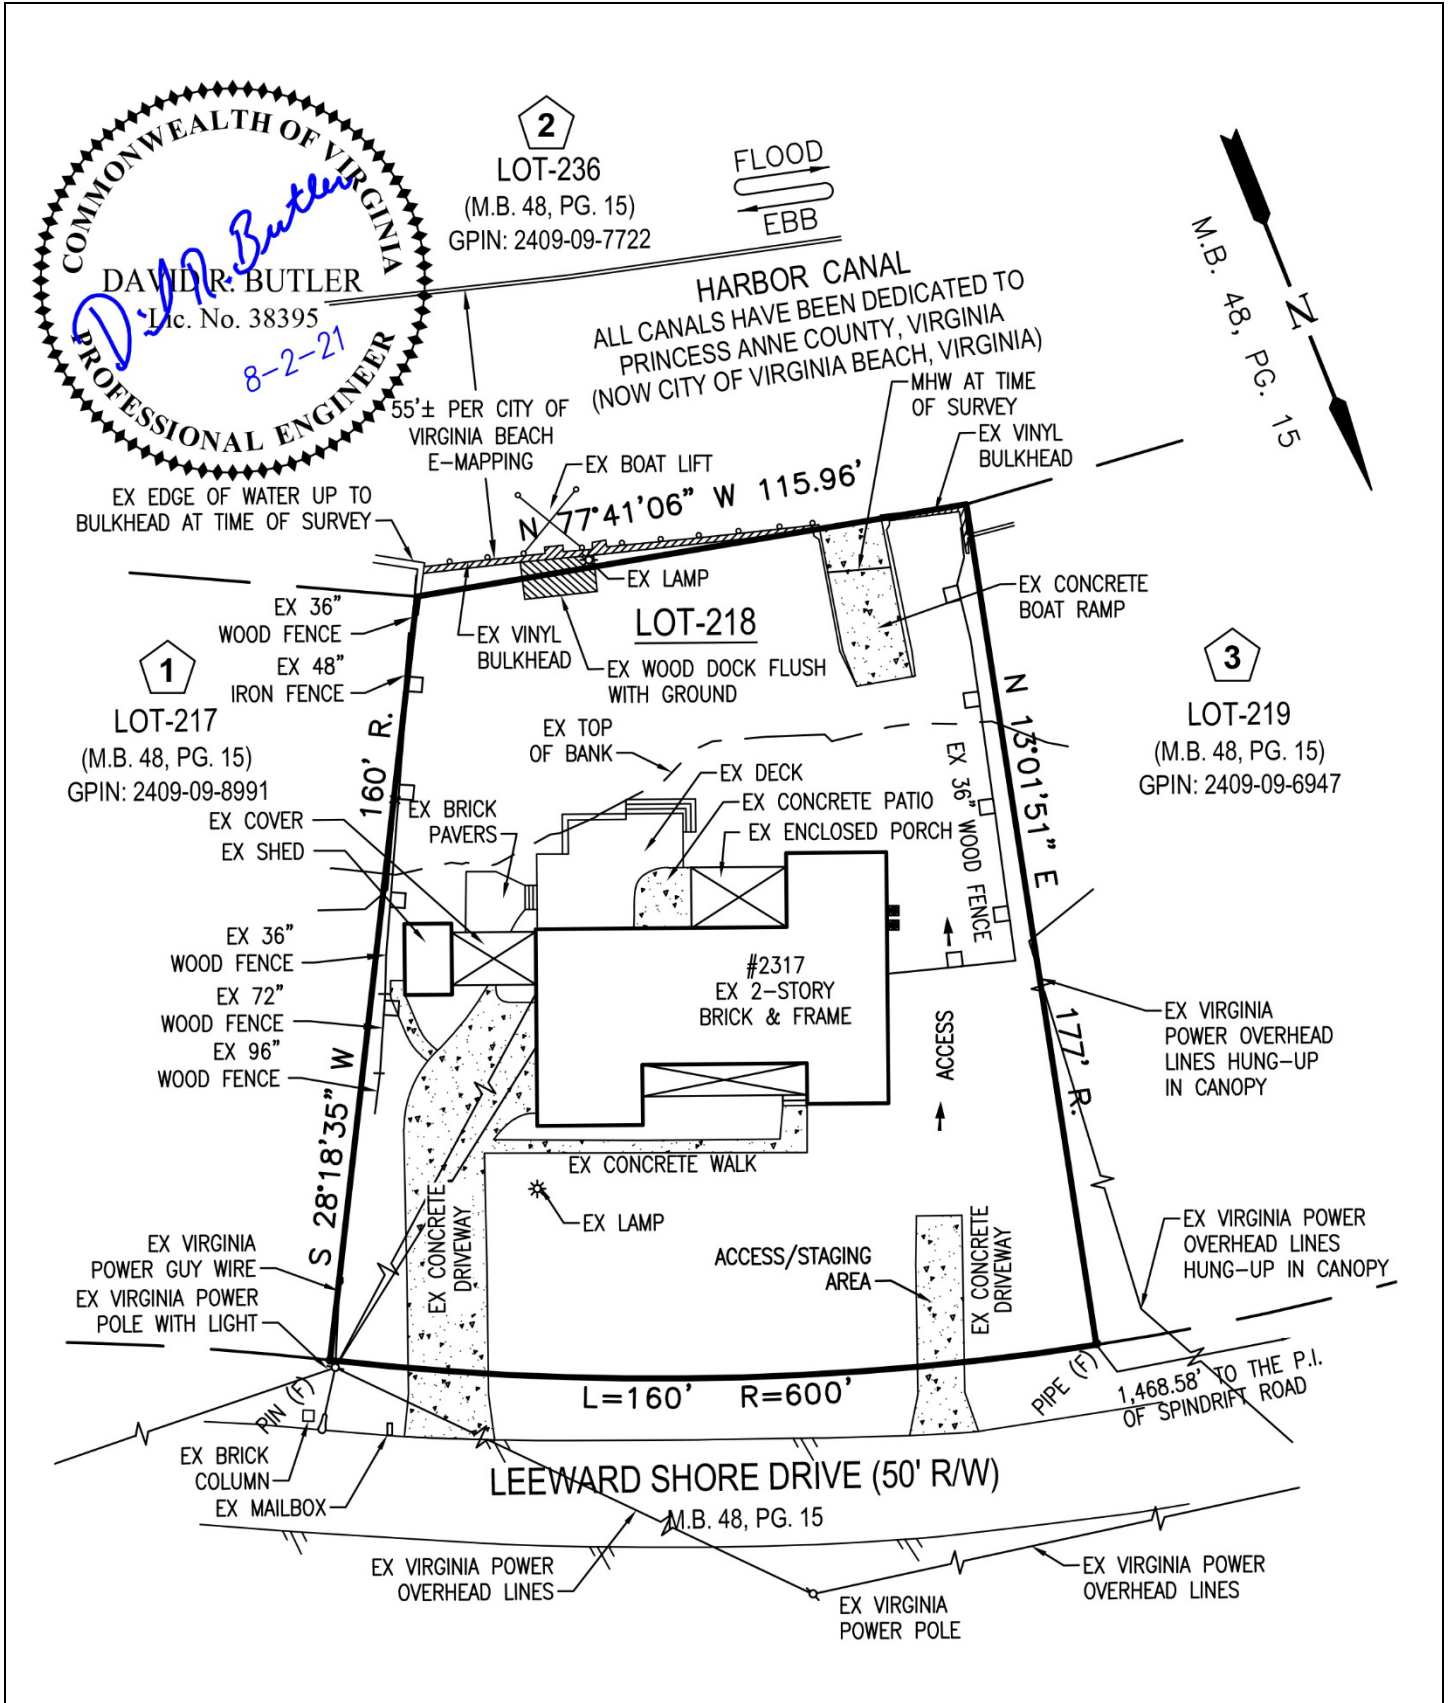 COMMONWEALTH OF VIRGINIA
DAVID R. BUTLER
Lic. No. 38395
PROFESSIONAL ENGINEER
D. R. Butler
8-2-21
2
LOT-236
(M.B. 48, PG. 15)
GPIN: 2409-09-7722
FLOOD
EBB
HARBOR CANAL
ALL CANALS HAVE BEEN DEDICATED TO
PRINCESS ANNE COUNTY, VIRGINIA
(NOW CITY OF VIRGINIA BEACH, VIRGINIA)
N
M.B. 48, PG. 15
55'± PER CITY OF
VIRGINIA BEACH
E-MAPPING
EX BOAT LIFT
MHW AT TIME
OF SURVEY
EX VINYL
BULKHEAD
EX EDGE OF WATER UP TO
BULKHEAD AT TIME OF SURVEY
N 77°41'06" W 115.96'
EX LAMP
EX CONCRETE
BOAT RAMP
EX 36"
WOOD FENCE
LOT-218
EX VINYL
BULKHEAD
EX WOOD DOCK FLUSH
WITH GROUND
1
EX 48"
IRON FENCE
LOT-217
(M.B. 48, PG. 15)
GPIN: 2409-09-8991
3
LOT-219
(M.B. 48, PG. 15)
GPIN: 2409-09-6947
EX TOP
OF BANK
EX DECK
EX CONCRETE PATIO
EX ENCLOSED PORCH
EX BRICK
PAVERS
EX COVER
EX SHED
160' R.
S 28°18'35" W
EX 36" WOOD FENCE
N 13°01'51" E
177' R.
EX 36"
WOOD FENCE
EX 72"
WOOD FENCE
EX 96"
WOOD FENCE
#2317
EX 2-STORY
BRICK & FRAME
ACCESS
EX VIRGINIA
POWER OVERHEAD
LINES HUNG-UP
IN CANOPY
EX CONCRETE WALK
EX LAMP
EX CONCRETE
DRIVEWAY
ACCESS/STAGING
AREA
EX CONCRETE
DRIVEWAY
EX VIRGINIA POWER
OVERHEAD LINES
HUNG-UP IN CANOPY
EX VIRGINIA
POWER GUY WIRE
EX VIRGINIA POWER
POLE WITH LIGHT
PIN (F)
L=160' R=600'
PIPE (F)
1,468.58' TO THE P.I.
OF SPINDRIFT ROAD
EX BRICK
COLUMN
EX MAILBOX
LEEWARD SHORE DRIVE (50' R/W)
M.B. 48, PG. 15
EX VIRGINIA POWER
OVERHEAD LINES
EX VIRGINIA
POWER POLE
EX VIRGINIA POWER
OVERHEAD LINES